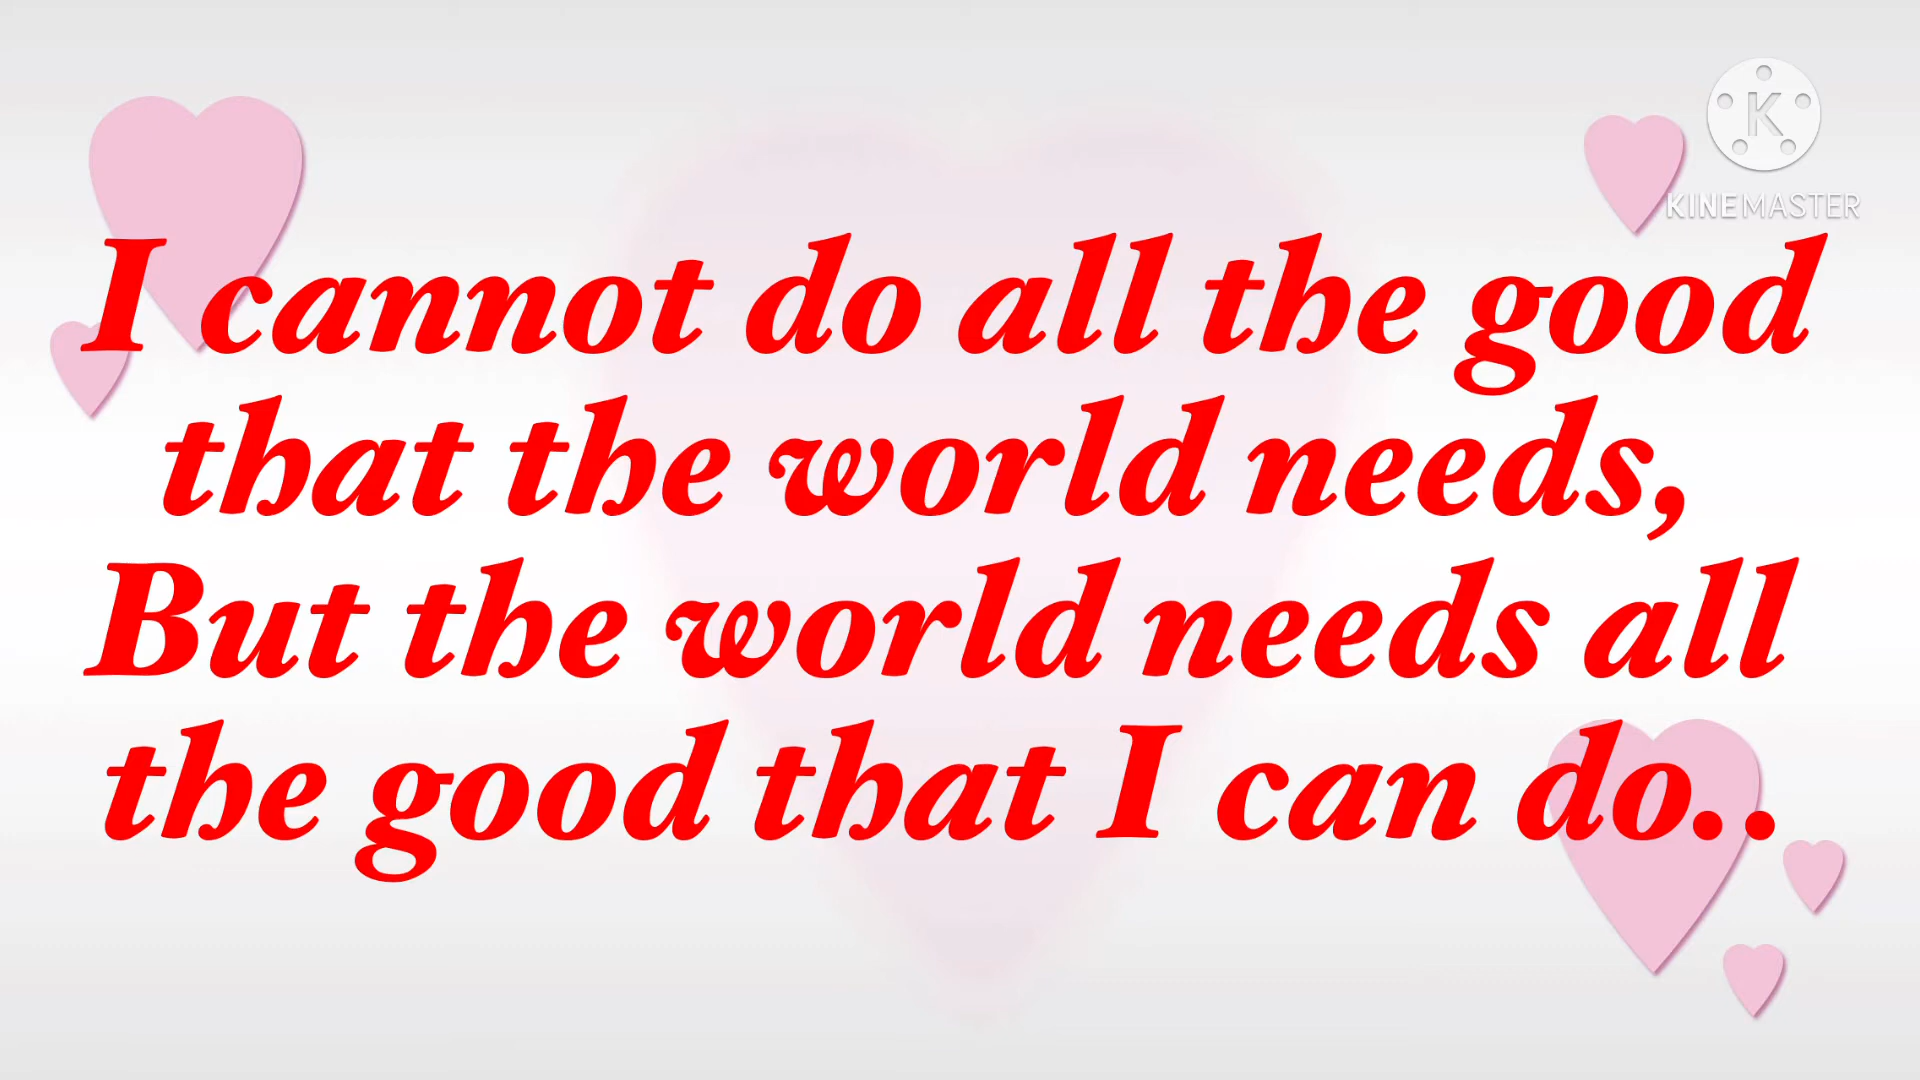 K
KINEMASTER
I cannot do all the good
that the world needs,
But the world needs all
the good that I can do..